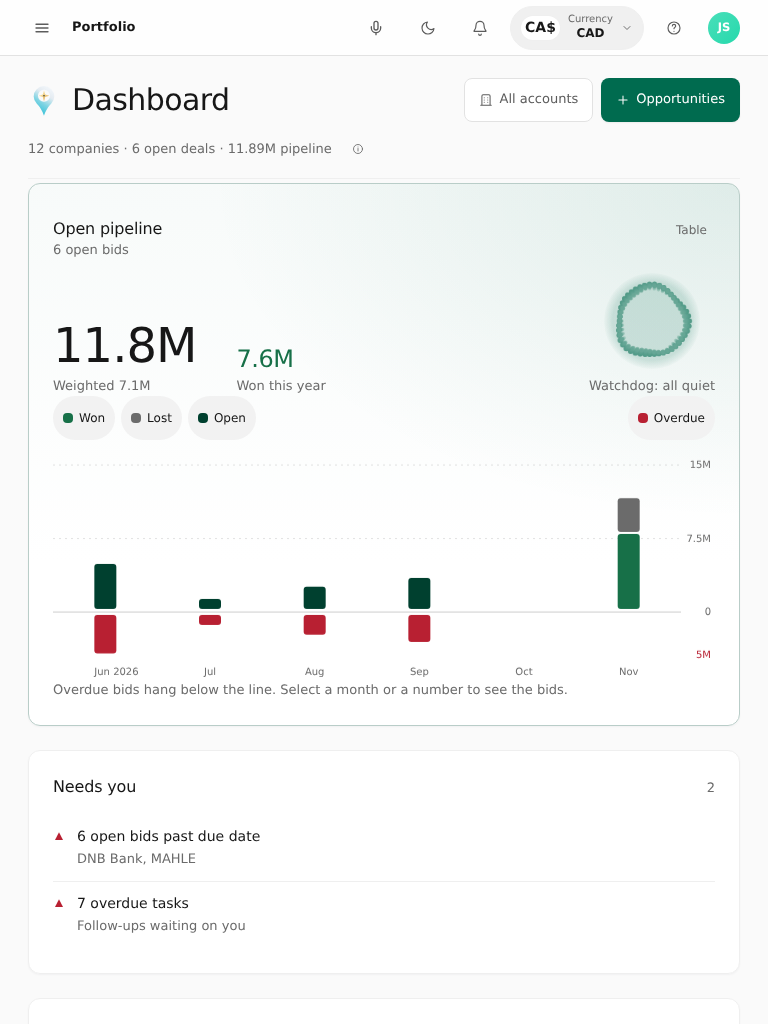 Portfolio
CA$
Currency
CAD
JS
Dashboard
All accounts
+ Opportunities
12 companies · 6 open deals · 11.89M pipeline
Open pipeline
Table
6 open bids
11.8M
7.6M
Weighted 7.1M
Won this year
Watchdog: all quiet
Won
Lost
Open
Overdue
15M
7.5M
0
5M
Jun 2026
Jul
Aug
Sep
Oct
Nov
Overdue bids hang below the line. Select a month or a number to see the bids.
Needs you
2
6 open bids past due date
DNB Bank, MAHLE
7 overdue tasks
Follow-ups waiting on you